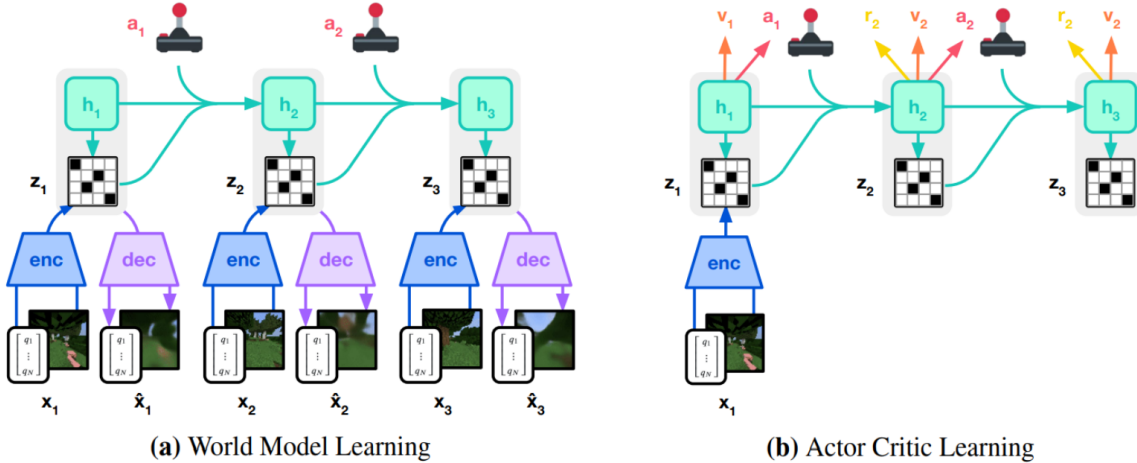 a1 a2
h1 h2 h3
z1 z2 z3
enc dec enc dec enc dec
[q1 ⋮ qN] [q1 ⋮ qN] [q1 ⋮ qN] [q1 ⋮ qN] [q1 ⋮ qN] [q1 ⋮ qN]
x1 x̂1 x2 x̂2 x3 x̂3
(a) World Model Learning
v1 a1 r2 v2 a2 r2 v2
h1 h2 h3
z1 z2 z3
enc
[q1 ⋮ qN]
x1
(b) Actor Critic Learning